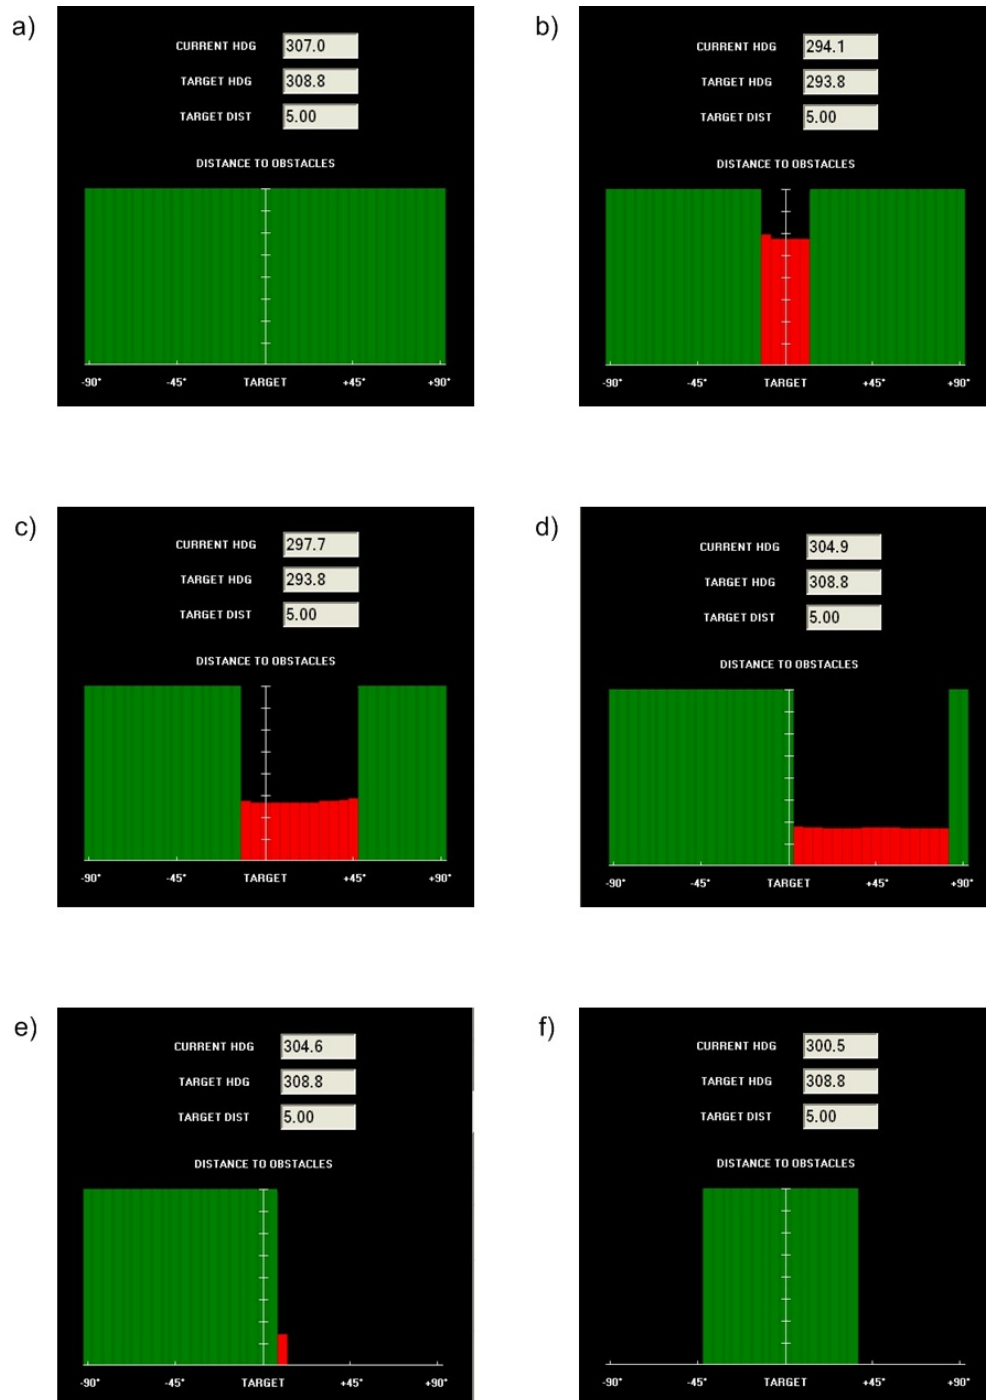 a)
CURRENT HDG 307.0
TARGET HDG 308.8
TARGET DIST 5.00
DISTANCE TO OBSTACLES
-90° -45° TARGET +45° +90°
b)
CURRENT HDG 294.1
TARGET HDG 293.8
TARGET DIST 5.00
DISTANCE TO OBSTACLES
-90° -45° TARGET +45° +90°
c)
CURRENT HDG 297.7
TARGET HDG 293.8
TARGET DIST 5.00
DISTANCE TO OBSTACLES
-90° -45° TARGET +45° +90°
d)
CURRENT HDG 304.9
TARGET HDG 308.8
TARGET DIST 5.00
DISTANCE TO OBSTACLES
-90° -45° TARGET +45° +90°
e)
CURRENT HDG 304.6
TARGET HDG 308.8
TARGET DIST 5.00
DISTANCE TO OBSTACLES
-90° -45° TARGET +45° +90°
f)
CURRENT HDG 300.5
TARGET HDG 308.8
TARGET DIST 5.00
DISTANCE TO OBSTACLES
-90° -45° TARGET +45° +90°